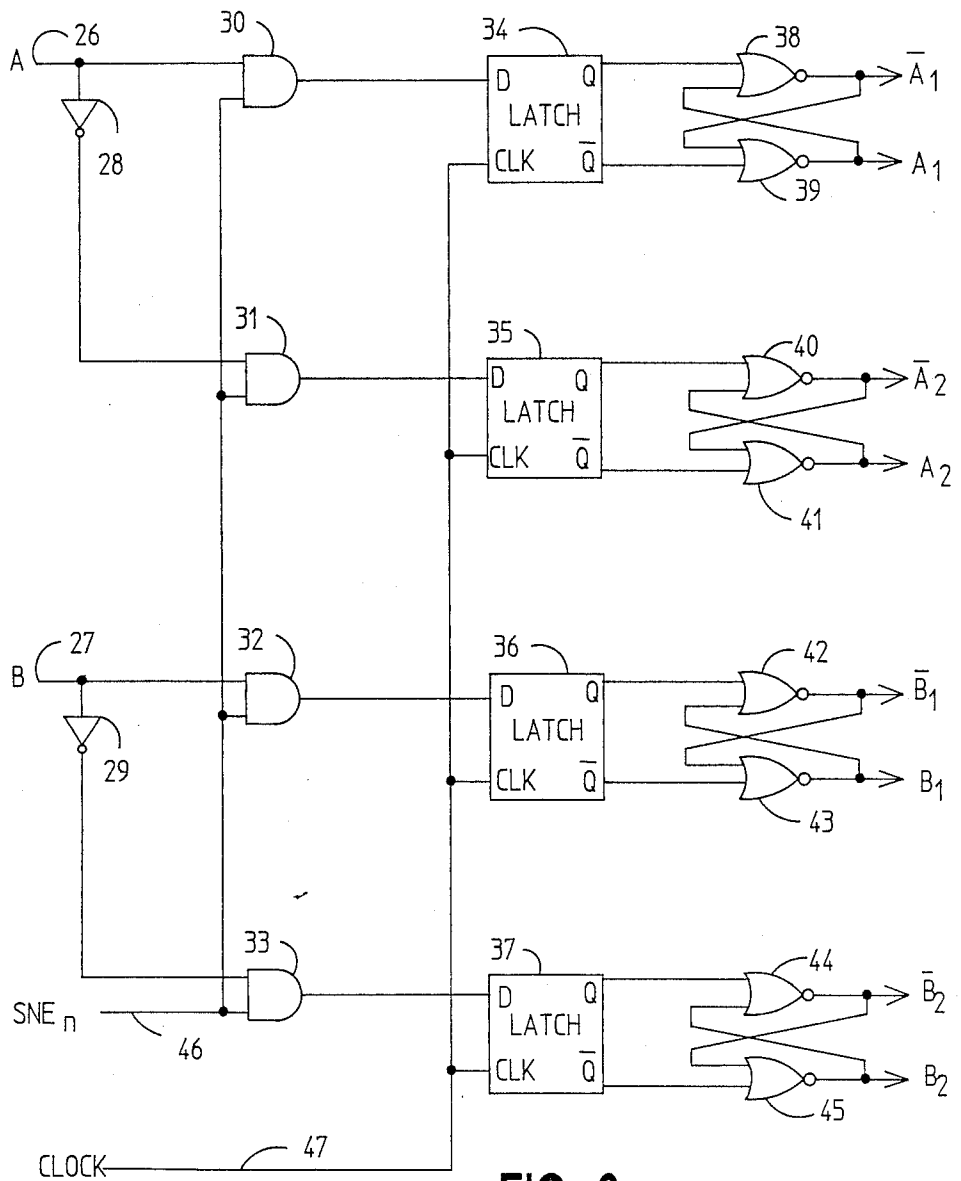 26 30 34 38
A D Q Ā1
LATCH
28 CLK Q̅ A1
39
31 35 40
D Q Ā2
LATCH
CLK Q̅ A2
41
27 32 36 42
B D Q B̅1
LATCH
29 CLK Q̅ B1
43
33 37 44
D Q B̅2
SNEn LATCH
46 CLK Q̅ B2
45
CLOCK 47